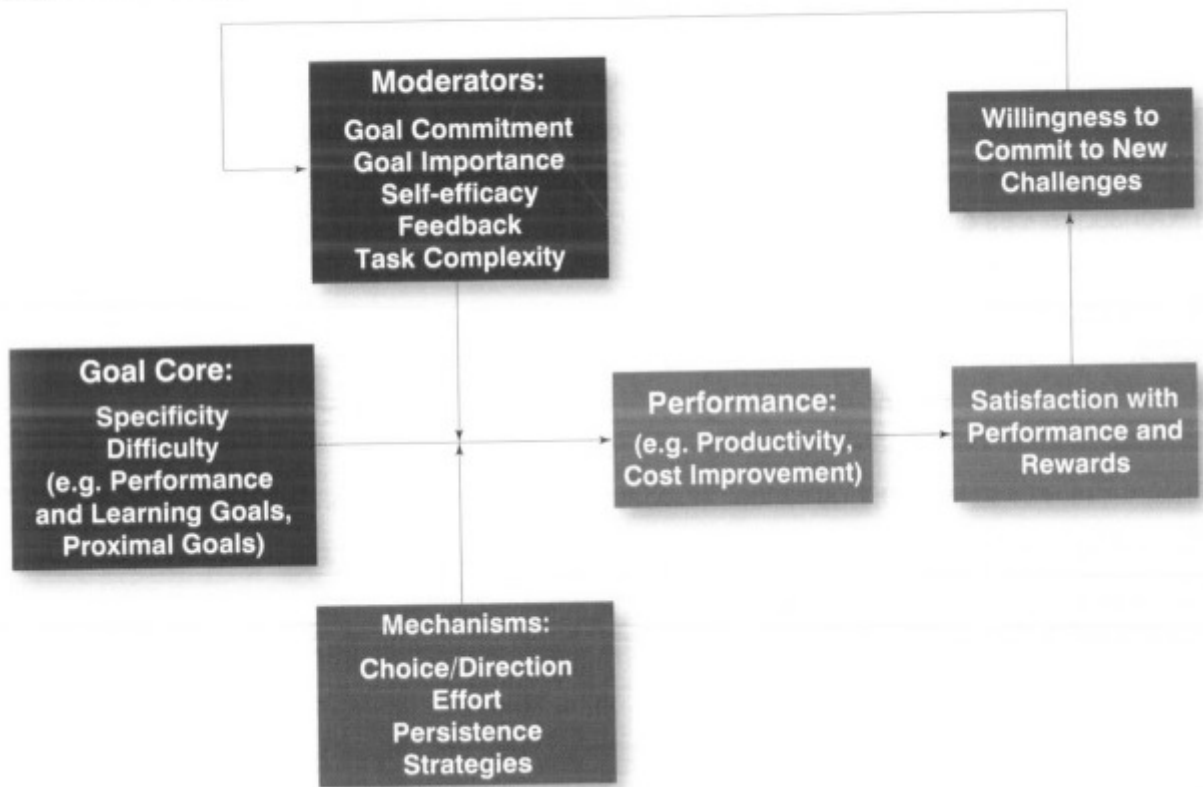 Moderators:
Goal Commitment
Goal Importance
Self-efficacy
Feedback
Task Complexity
Willingness to
Commit to New
Challenges
Goal Core:
Specificity
Difficulty
(e.g. Performance
and Learning Goals,
Proximal Goals)
Performance:
(e.g. Productivity,
Cost Improvement)
Satisfaction with
Performance and
Rewards
Mechanisms:
Choice/Direction
Effort
Persistence
Strategies